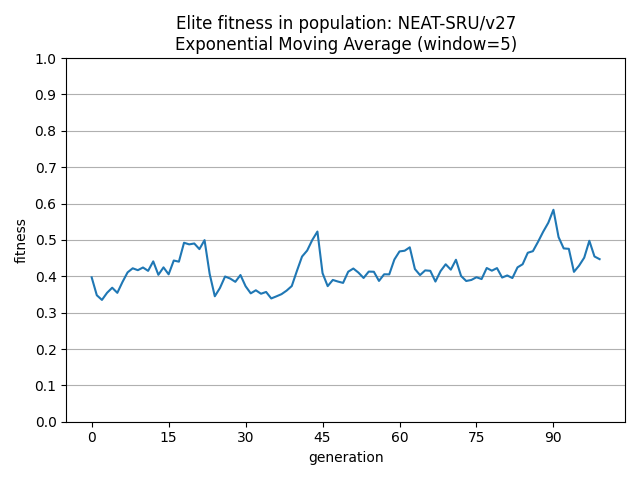 Elite fitness in population: NEAT-SRU/v27
Exponential Moving Average (window=5)
1.0
0.9
0.8
0.7
0.6
0.5
0.4
0.3
0.2
0.1
0.0
fitness
0 15 30 45 60 75 90
generation